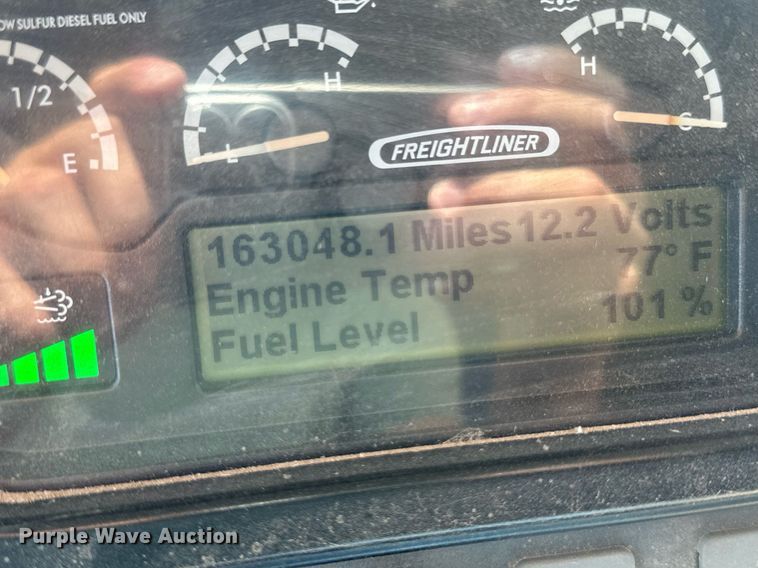 OW SULFUR DIESEL FUEL ONLY
1/2
E
H
L
H
C
FREIGHTLINER
163048.1 Miles 12.2 Volts
Engine Temp 77° F
Fuel Level 101 %
Purple Wave Auction